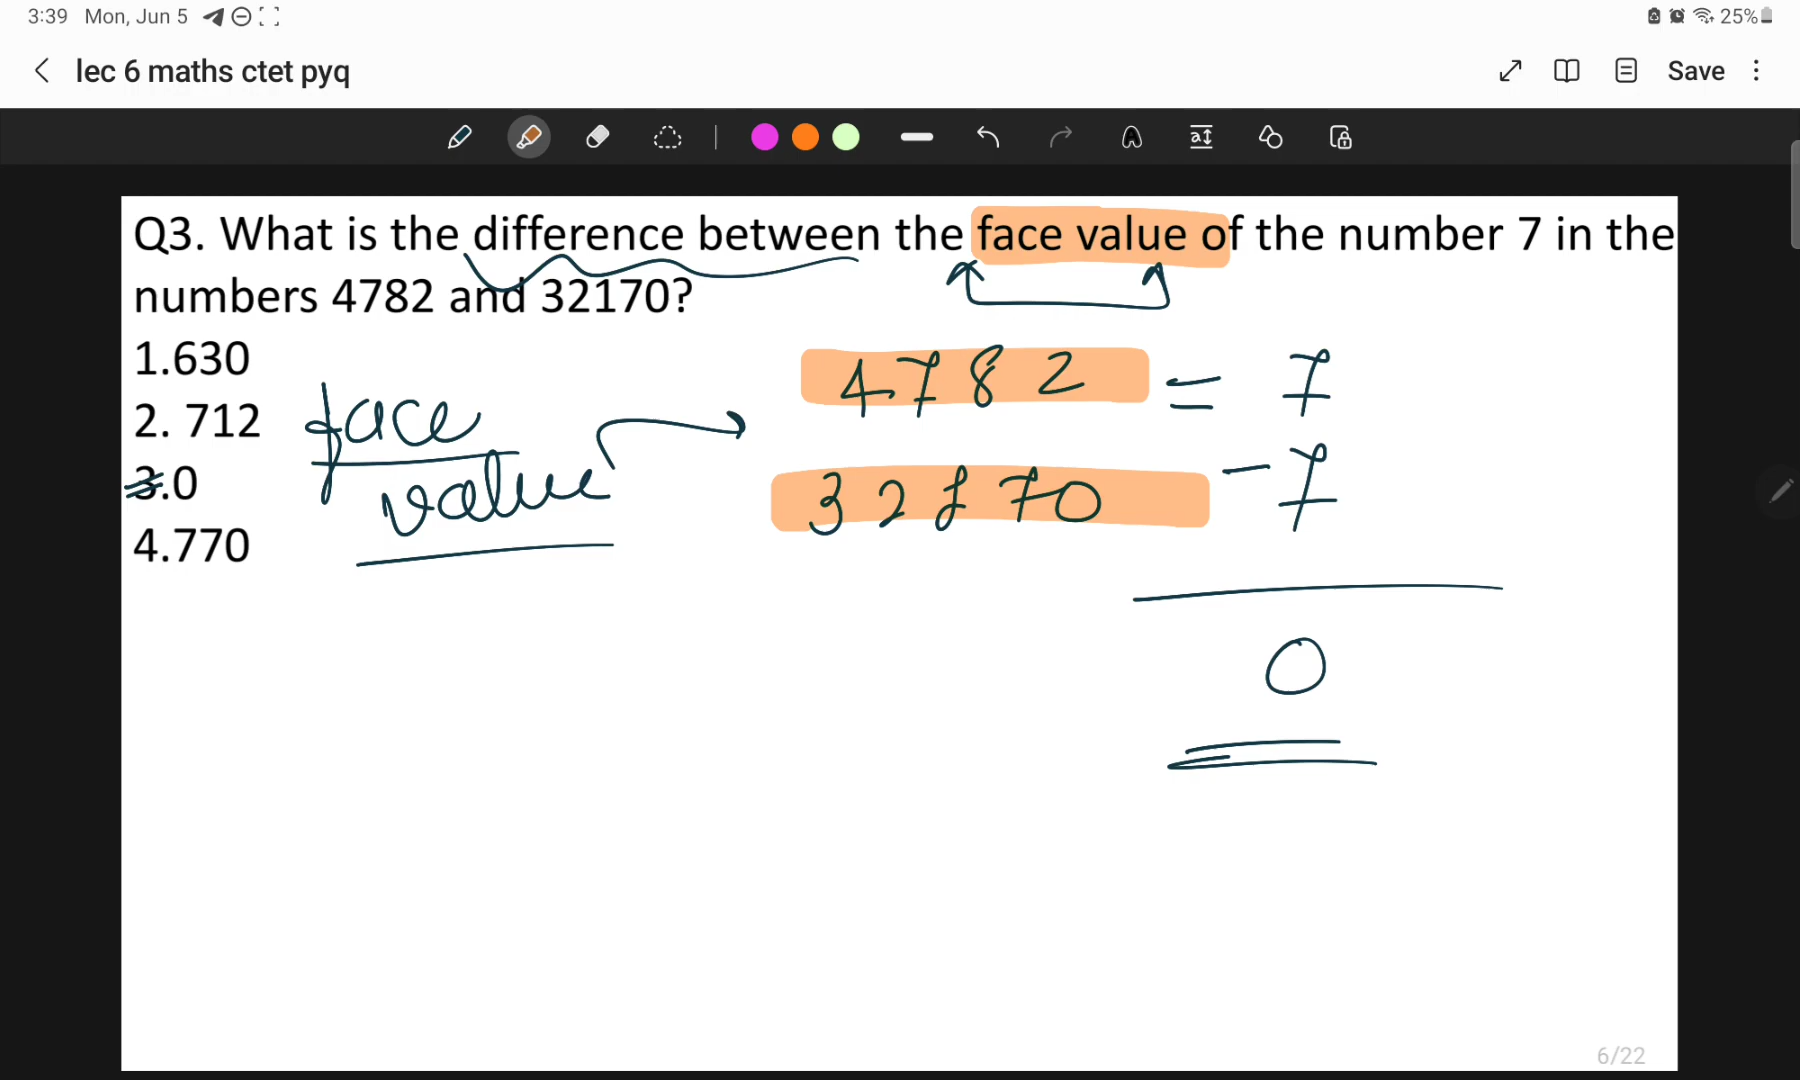 3:39 Mon, Jun 5
25%
lec 6 maths ctet pyq
Save
Q3. What is the difference between the face value of the number 7 in the
numbers 4782 and 32170?
1.630
2. 712
3.0
4.770
face
value
4782 = 7
32170 - 7
0
6/22